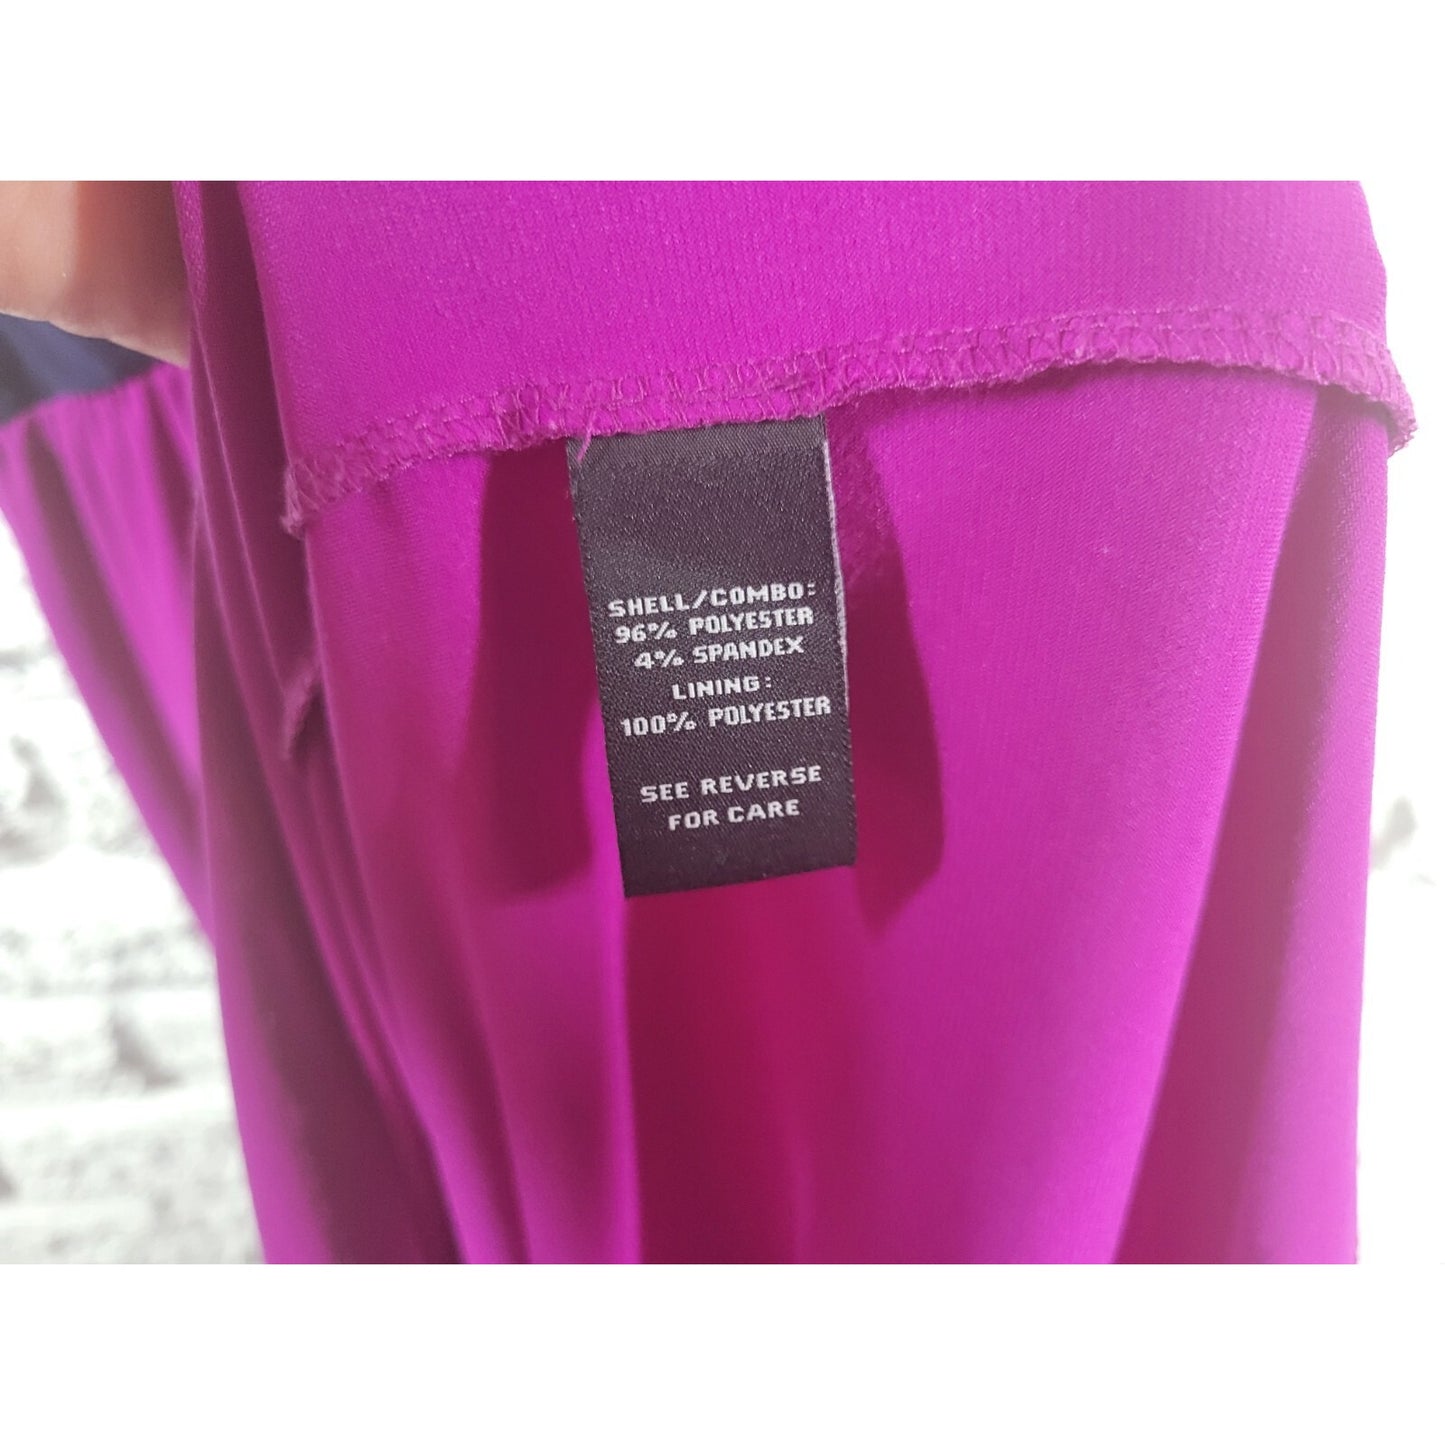 SHELL/COMBO:
96% POLYESTER
4% SPANDEX
LINING:
100% POLYESTER
SEE REVERSE
FOR CARE